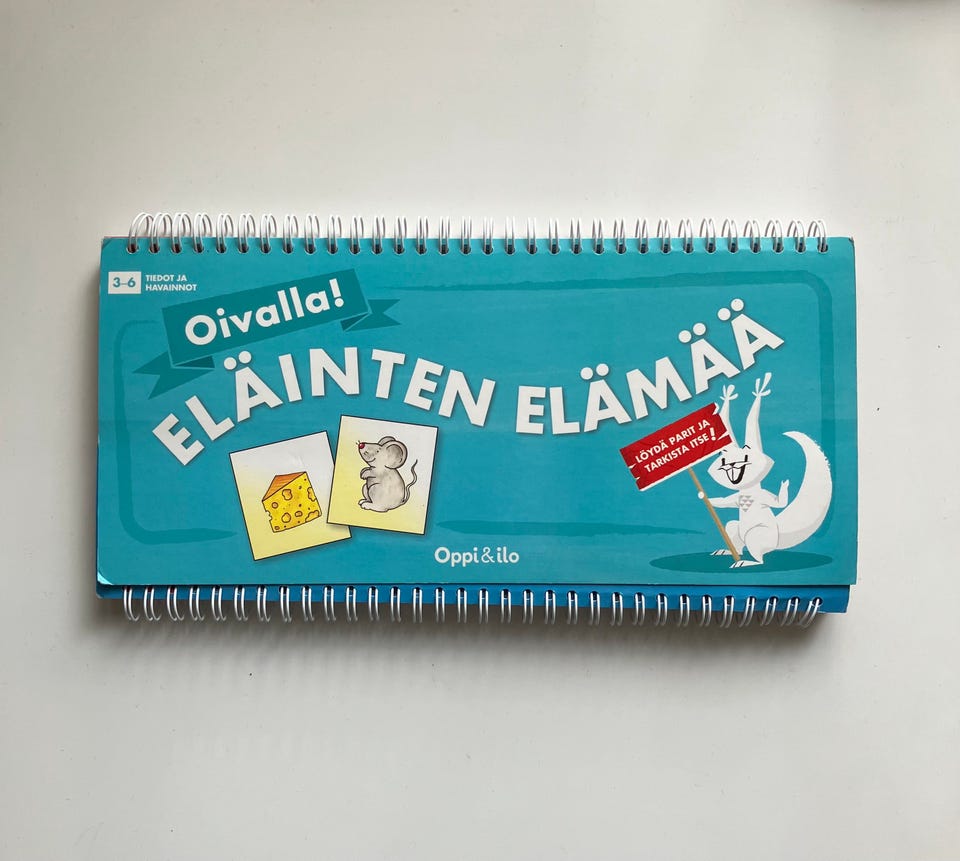 3–6 TIEDOT JA
HAVAINNOT
Oivalla!
ELÄINTEN ELÄMÄÄ
LÖYDÄ PARIT JA
TARKISTA ITSE!
Oppi&ilo